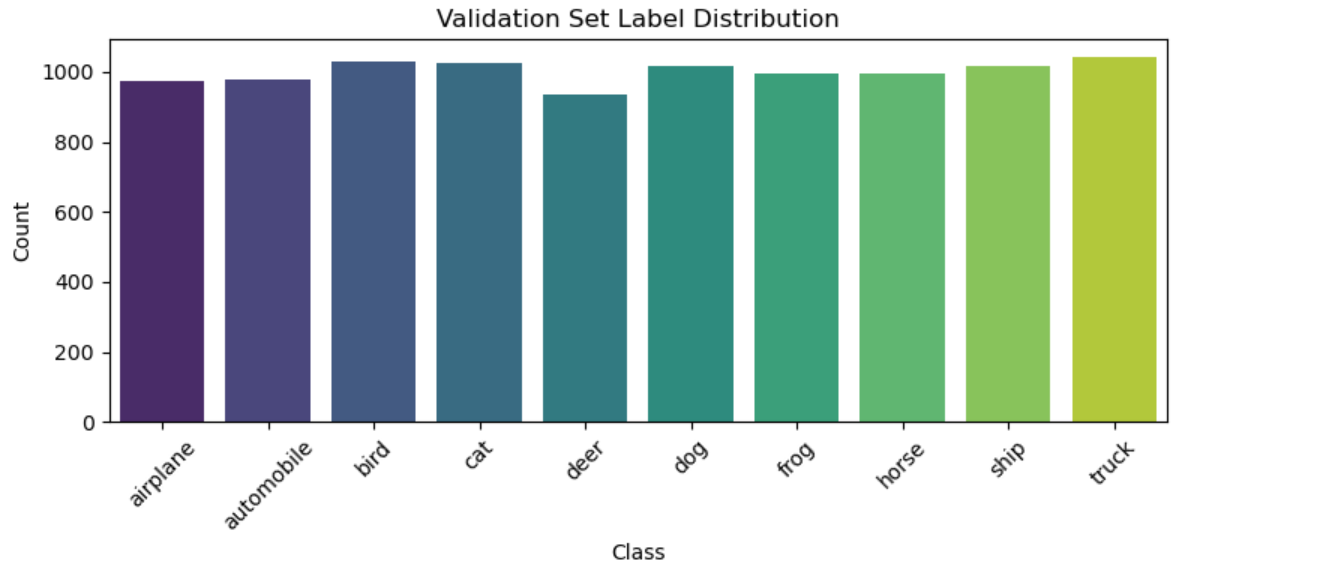 Validation Set Label Distribution
Count
1000
800
600
400
200
0
airplane
automobile
bird
cat
deer
dog
frog
horse
ship
truck
Class